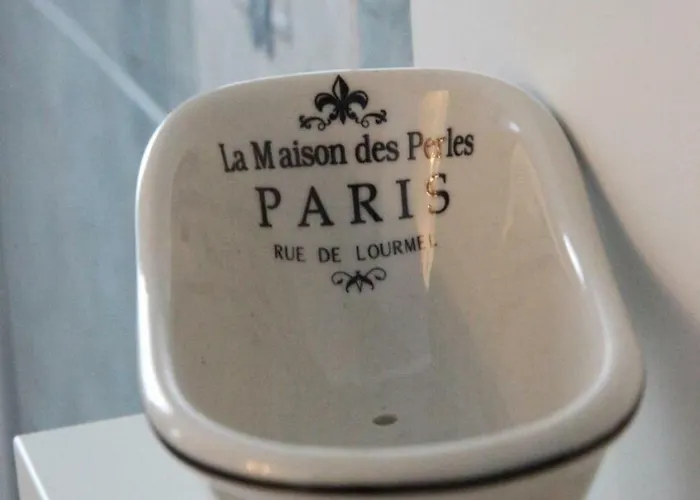 La Maison des Perles
PARIS
RUE DE LOURMEL